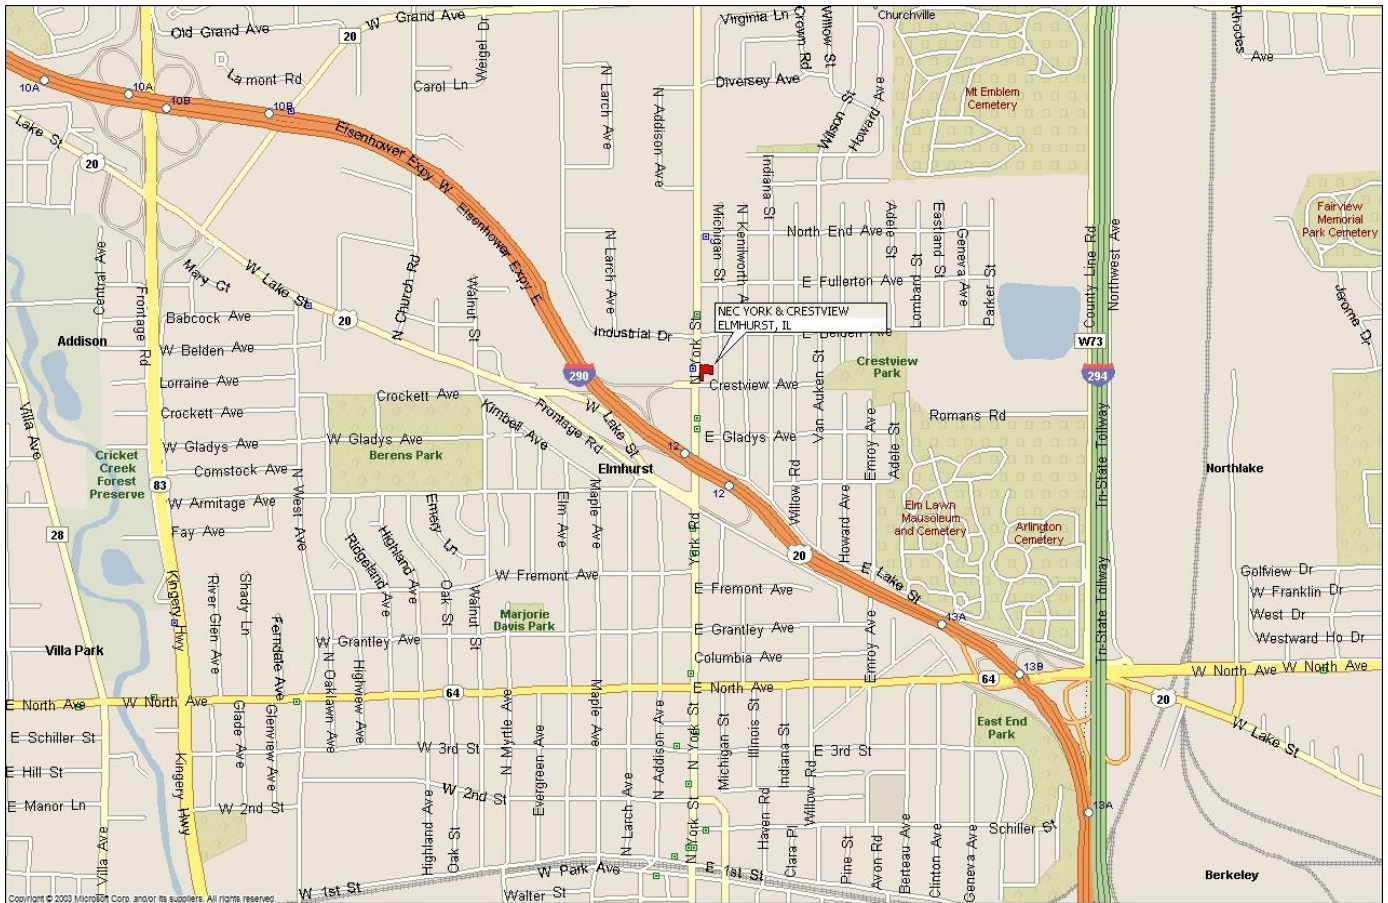 Old Grand Ave
W Grand Ave
20
Weigel Dr
Virginia Ln
Crown Rd
Willow St
Churchville
Rhodes
Ave
La mont Rd
Carol Ln
N Larch Ave
N Addison Ave
Diversey Ave
Wilson St
Howard Ave
Mt Emblem
Cemetery
10A
10A
10B
10B
Lake St
20
Eisenhower Expy W
Eisenhower Expy E
Indiana St
Michigan St
N Kenilworth A
North End Ave
Adele St
Eastland St
Lombard St
Geneva Ave
Parker St
County Line Rd
Northwest Ave
Fairview
Memorial
Park Cemetery
Central Ave
Mary Ct
W Lake St
N Church Rd
Walnut St
N Larch Ave
E Fullerton Ave
Jerome Dr
Frontage Rd
Babcock Ave
20
NEC YORK & CRESTVIEW
ELMHURST, IL
Addison
W Belden Ave
Industrial Dr
N York St
E Belden Ave
W73
Lorraine Ave
290
Crestview Ave
Crestview
Park
294
Villa Ave
Crockett Ave
Crockett Ave
Kimbell Ave
Frontage Rd
W Lake St
Van Auken St
Emroy Ave
Adele St
Romans Rd
W Gladys Ave
W Gladys Ave
Berens Park
E Gladys Ave
Cricket
Creek
Forest
Preserve
Comstock Ave
Elmhurst
12
Northlake
83
W Armitage Ave
N West Ave
Emery Ln
Elm Ave
Maple Ave
12
Willow Rd
Howard Ave
Elm Lawn
Mausoleum
and Cemetery
Arlington
Cemetery
Tri-State Tollway
28
Fay Ave
Ridgeland Ave
Highland Ave
York Rd
20
E Lake St
Kingery Hwy
River Glen Ave
Shady Ln
Ferndale Ave
Oak St
Walnut St
W Fremont Ave
E Fremont Ave
Golfview Dr
W Franklin Dr
West Dr
Westward Ho Dr
Marjorie
Davis Park
13A
Tri-State Tollway
W Grantley Ave
E Grantley Ave
Villa Park
Columbia Ave
Emroy Ave
N Oaklawn Ave
Highview Ave
13B
W North Ave
W North Ave
E North Ave
W North Ave
64
E North Ave
64
20
W Lake St
E Schiller St
Glade Ave
Glenview Ave
W 3rd St
N Myrtle Ave
Evergreen Ave
Maple Ave
N Addison Ave
N York St
Michigan St
Illinois St
Indiana St
E 3rd St
Willow Rd
East End
Park
E Hill St
Kingery Hwy
E Manor Ln
W 2nd St
W 2nd St
Highland Ave
Oak St
N Larch Ave
N York St
Haven Rd
Clara Pl
Pine St
Avon Rd
Berteau Ave
Clinton Ave
Geneva Ave
Schiller St
13A
Villa Ave
W 1st St
W Park Ave
E 1st St
Walter St
Berkeley
Copyright © 2003 Microsoft Corp. and/or its suppliers. All rights reserved.